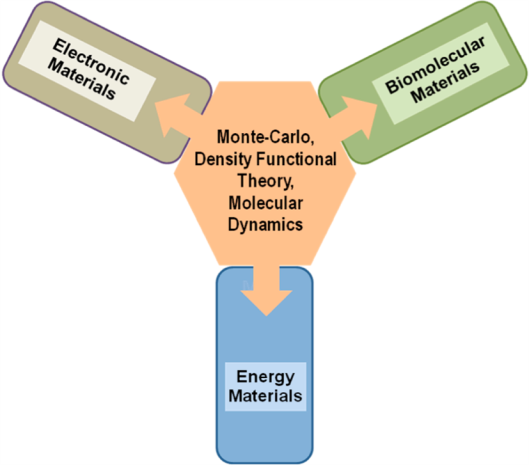 Electronic
Materials
Biomolecular
Materials
Monte-Carlo,
Density Functional
Theory,
Molecular
Dynamics
Energy
Materials